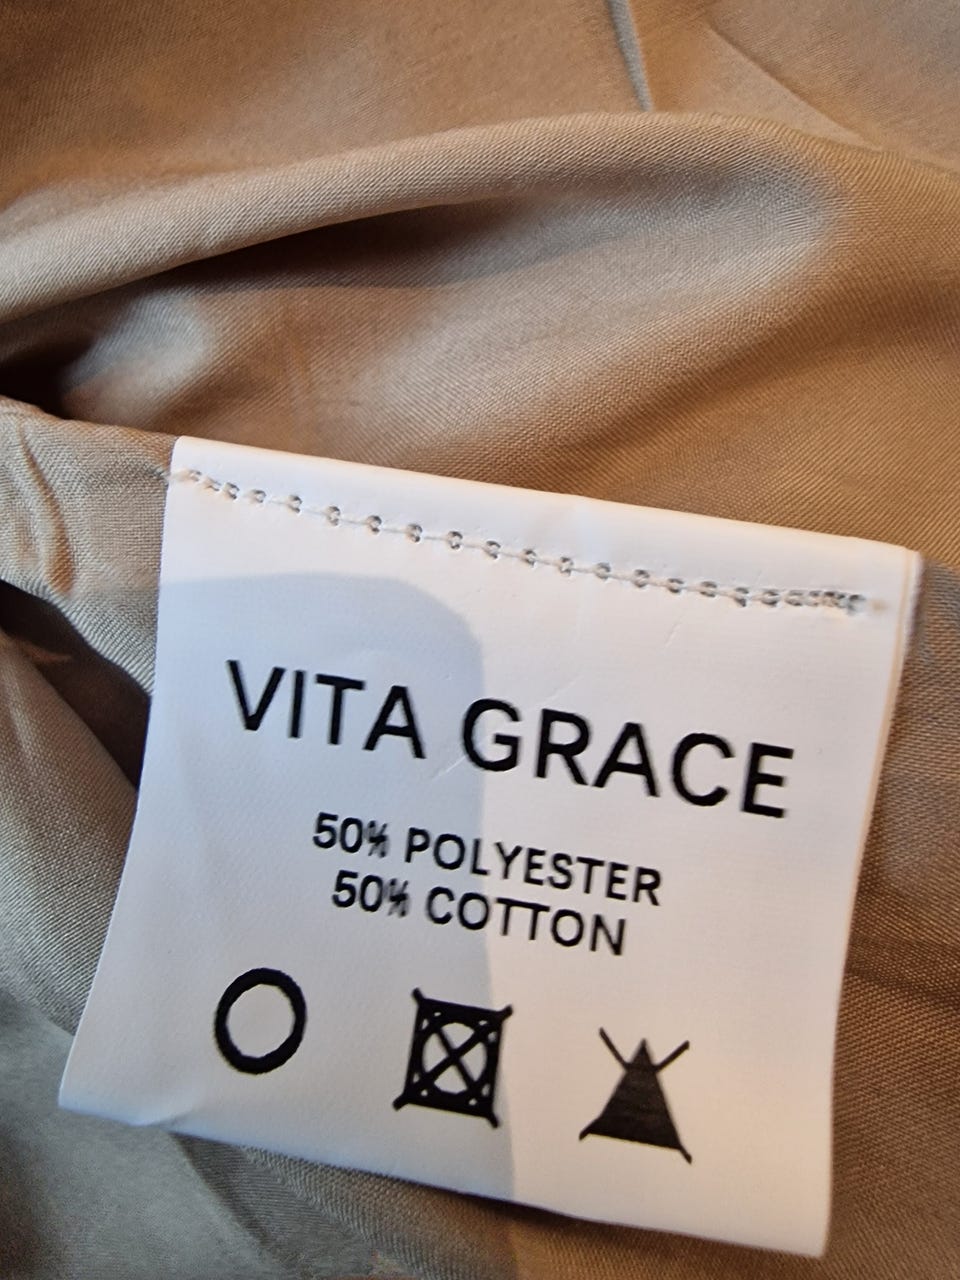 VITA GRACE
50% POLYESTER
50% COTTON